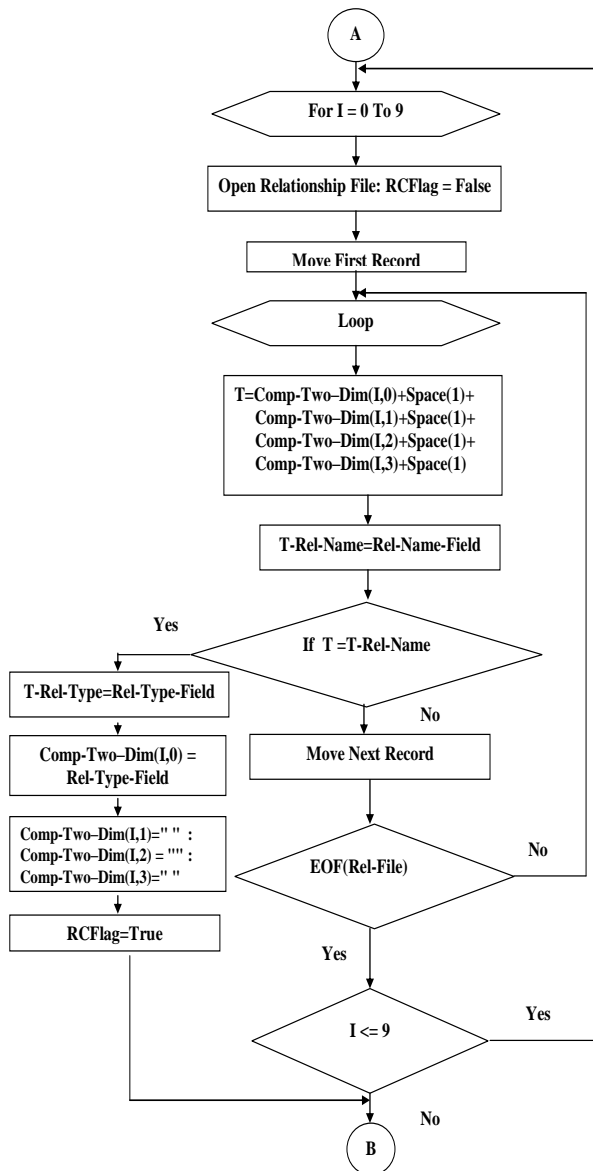 A
For I = 0 To 9
Open Relationship File: RCFlag = False
Move First Record
Loop
T=Comp-Two–Dim(I,0)+Space(1)+
Comp-Two–Dim(I,1)+Space(1)+
Comp-Two–Dim(I,2)+Space(1)+
Comp-Two–Dim(I,3)+Space(1)
T-Rel-Name=Rel-Name-Field
If T =T-Rel-Name
Yes
T-Rel-Type=Rel-Type-Field
Comp-Two–Dim(I,0) =
Rel-Type-Field
Comp-Two–Dim(I,1)=" " :
Comp-Two–Dim(I,2) = "" :
Comp-Two–Dim(I,3)=" "
RCFlag=True
No
Move Next Record
EOF(Rel-File)
No
Yes
I <= 9
Yes
No
B